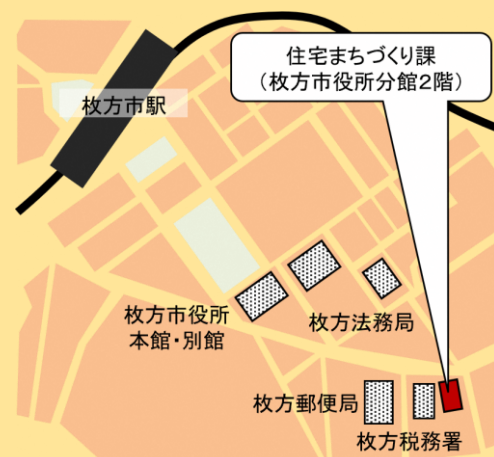 住宅まちづくり課
（枚方市役所分館２階）
枚方市駅
枚方市役所
本館・別館
枚方法務局
枚方郵便局
枚方税務署